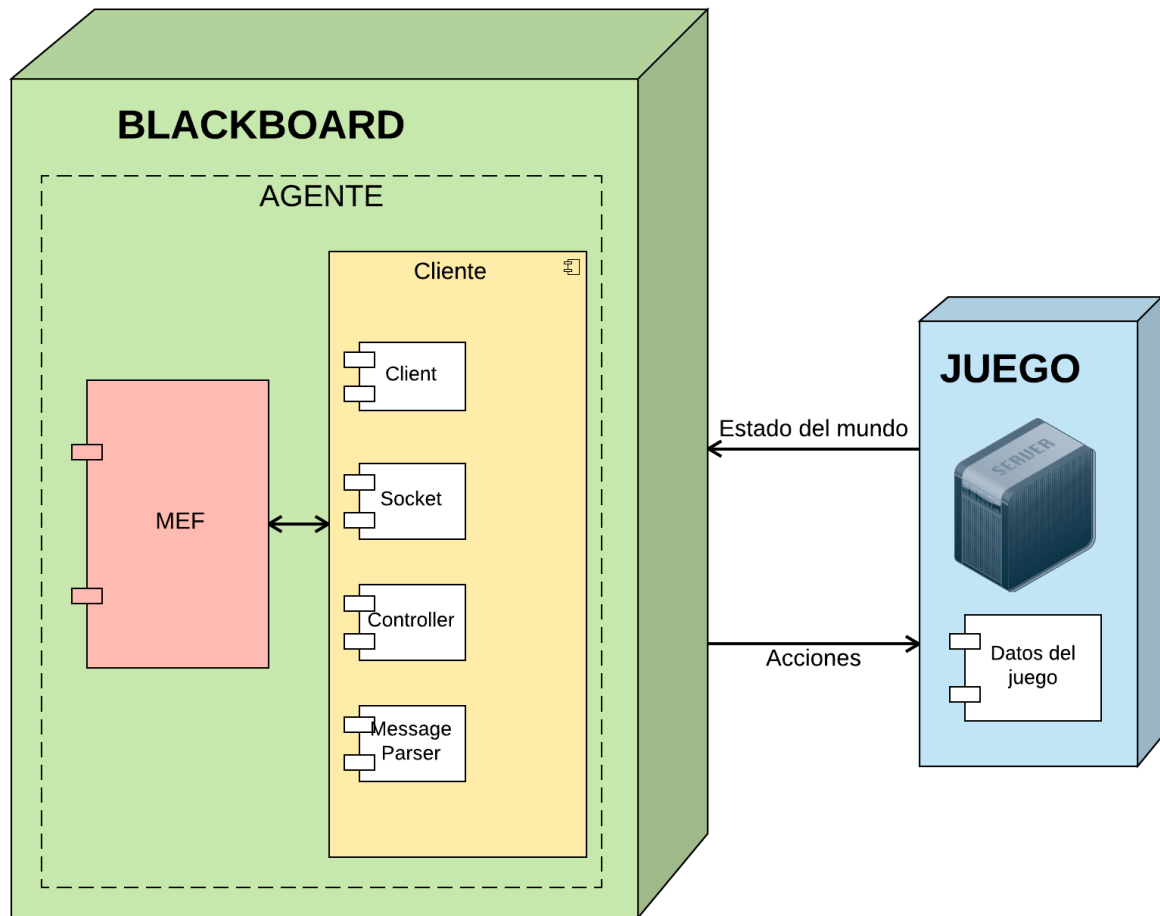 BLACKBOARD
AGENTE
Cliente
Client
Socket
Controller
Message
Parser
MEF
Estado del mundo
Acciones
JUEGO
SERVER
Datos del
juego